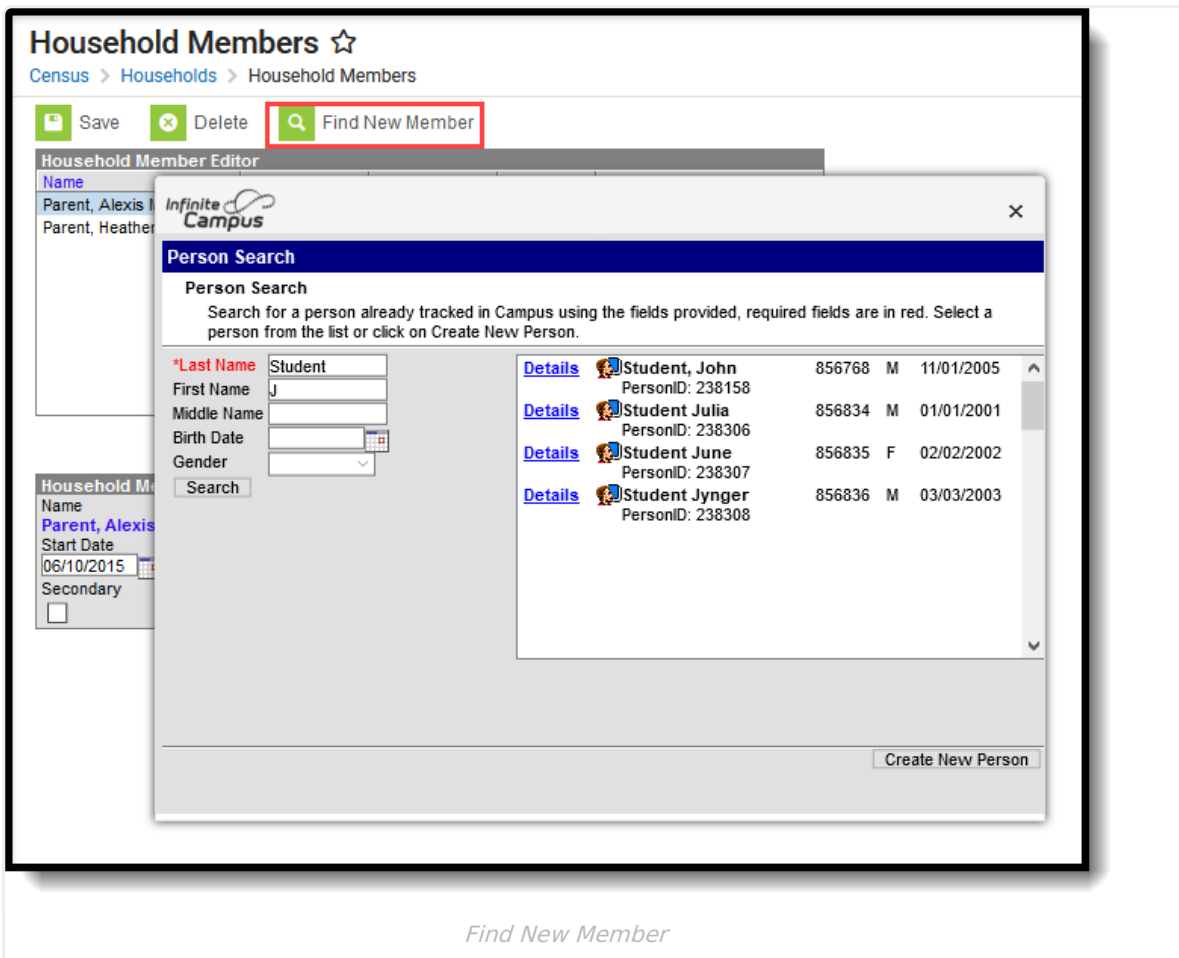 Household Members
Census > Households > Household Members
Save Delete Find New Member
Household Member Editor
Name
Parent, Alexis
Parent, Heather
Infinite
Campus
Person Search
Person Search
Search for a person already tracked in Campus using the fields provided, required fields are in red. Select a
person from the list or click on Create New Person.
*Last Name Student
First Name J
Middle Name
Birth Date
Gender
Search
Details Student, John 856768 M 11/01/2005
PersonID: 238158
Details Student Julia 856834 M 01/01/2001
PersonID: 238306
Details Student June 856835 F 02/02/2002
PersonID: 238307
Details Student Jynger 856836 M 03/03/2003
PersonID: 238308
Household
Name
Parent, Alexis
Start Date
06/10/2015
Secondary
Create New Person
Find New Member